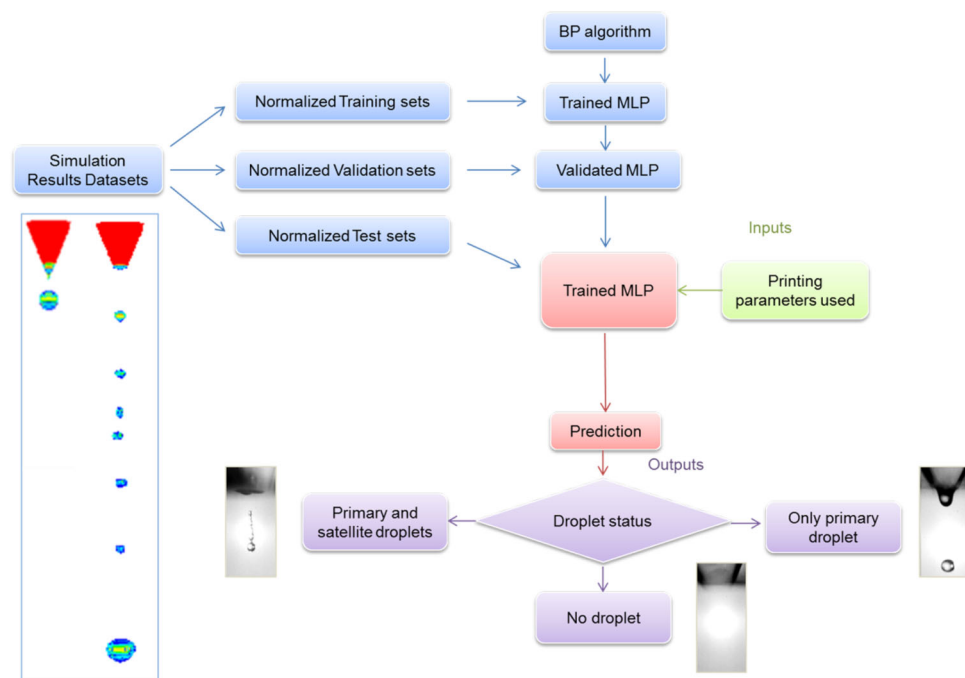 BP algorithm
Normalized Training sets
Trained MLP
Simulation
Results Datasets
Normalized Validation sets
Validated MLP
Normalized Test sets
Inputs
Trained MLP
Printing
parameters used
Prediction
Outputs
Primary and
satellite droplets
Droplet status
Only primary
droplet
No droplet